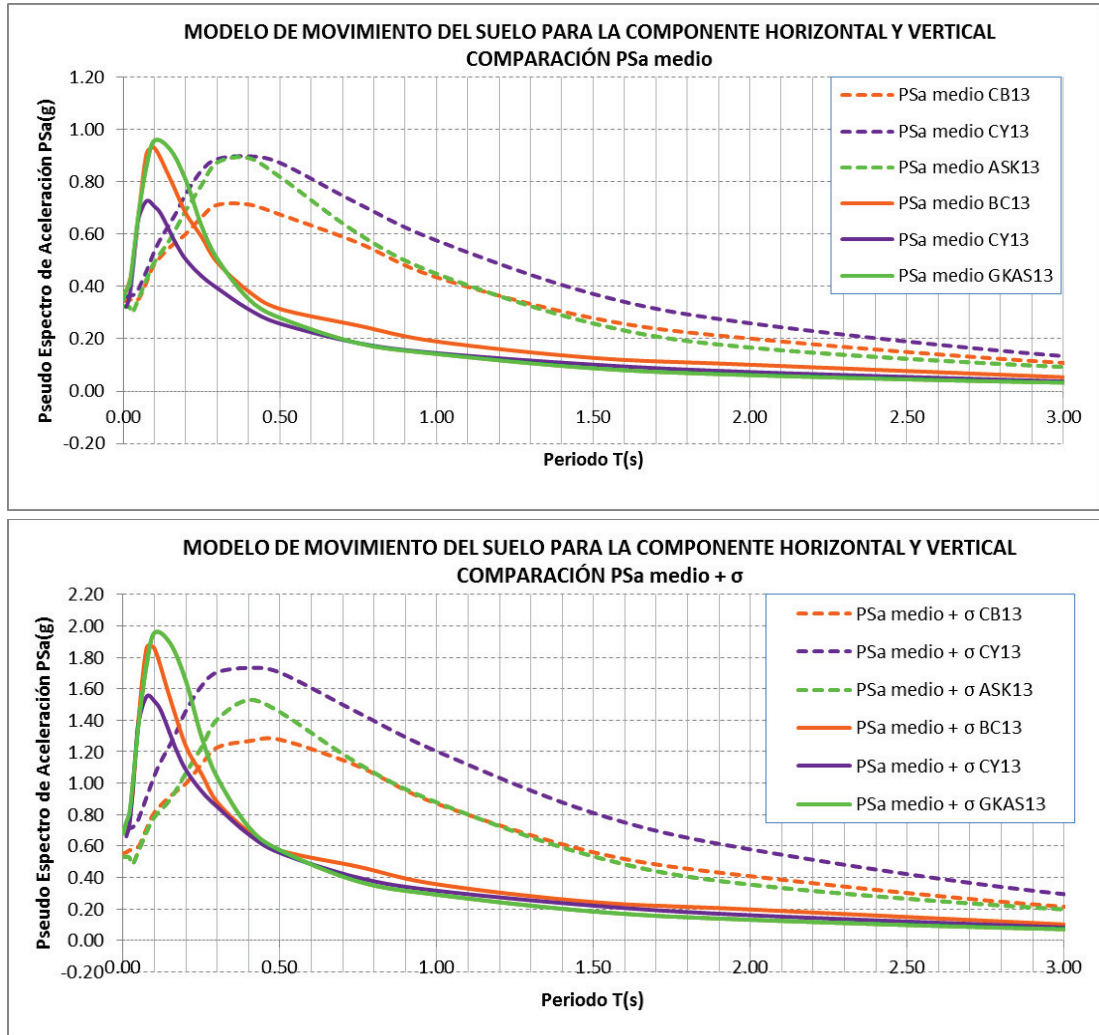 MODELO DE MOVIMIENTO DEL SUELO PARA LA COMPONENTE HORIZONTAL Y VERTICAL
COMPARACIÓN PSa medio
Pseudo Espectro de Aceleración PSa(g)
1.20
1.00
0.80
0.60
0.40
0.20
0.00
-0.20
PSa medio CB13
PSa medio CY13
PSa medio ASK13
PSa medio BC13
PSa medio CY13
PSa medio GKAS13
0.00 0.50 1.00 1.50 2.00 2.50 3.00
Periodo T(s)
MODELO DE MOVIMIENTO DEL SUELO PARA LA COMPONENTE HORIZONTAL Y VERTICAL
COMPARACIÓN PSa medio + σ
Pseudo Espectro de Aceleración PSa(g)
2.20
2.00
1.80
1.60
1.40
1.20
1.00
0.80
0.60
0.40
0.20
0.00
-0.20
PSa medio + σ CB13
PSa medio + σ CY13
PSa medio + σ ASK13
PSa medio + σ BC13
PSa medio + σ CY13
PSa medio + σ GKAS13
0.00 0.50 1.00 1.50 2.00 2.50 3.00
Periodo T(s)